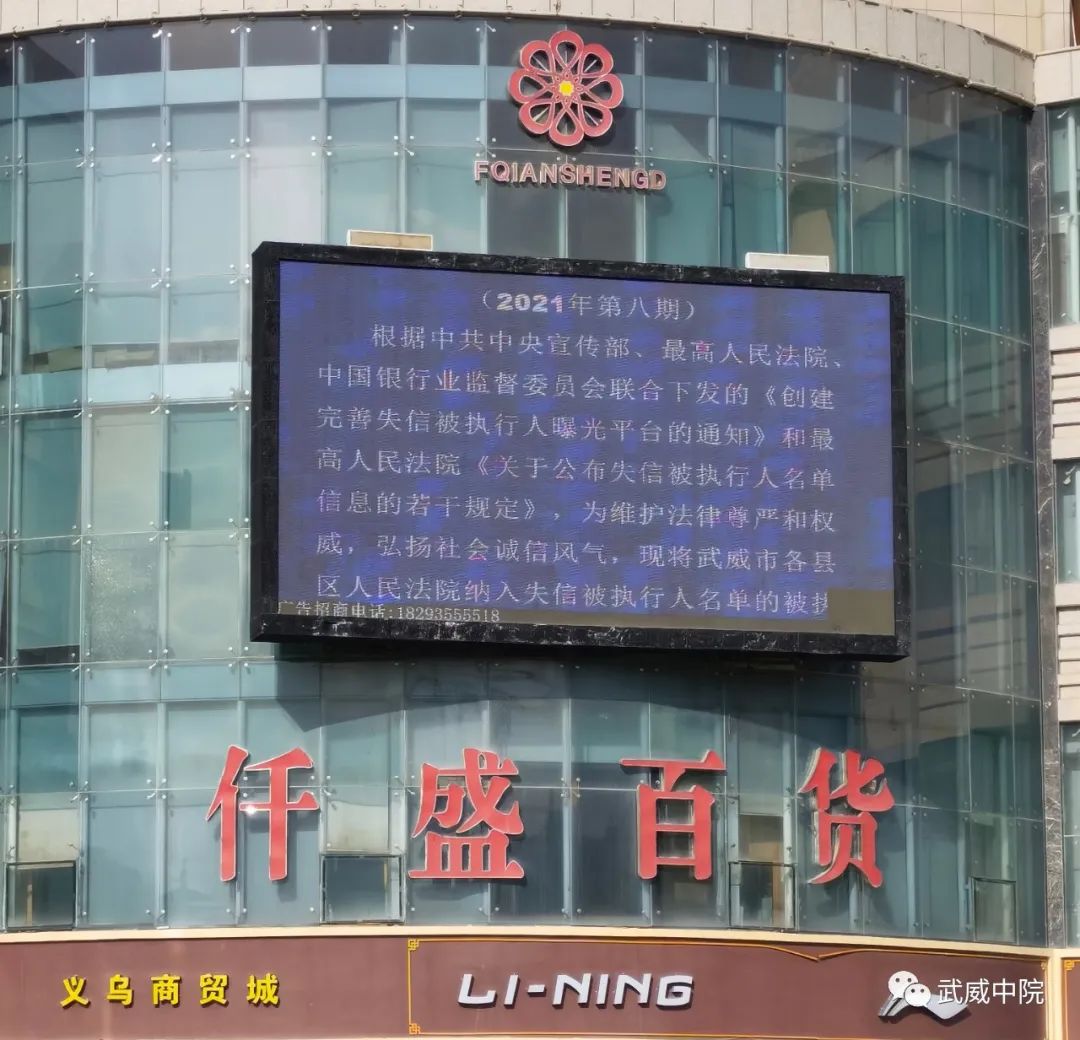 FQIANSHENGD
（2021年第八期）
根据中共中央宣传部、最高人民法院、
中国银行业监督委员会联合下发的《创建
完善失信被执行人曝光平台的通知》和最
高人民法院《关于公布失信被执行人名单
信息的若干规定》，为维护法律尊严和权
威，弘扬社会诚信风气，现将武威市各县
区人民法院纳入失信被执行人名单的被执
广告招商电话:18293555518
仟盛百货
义乌商贸城
LI-NING
武威中院